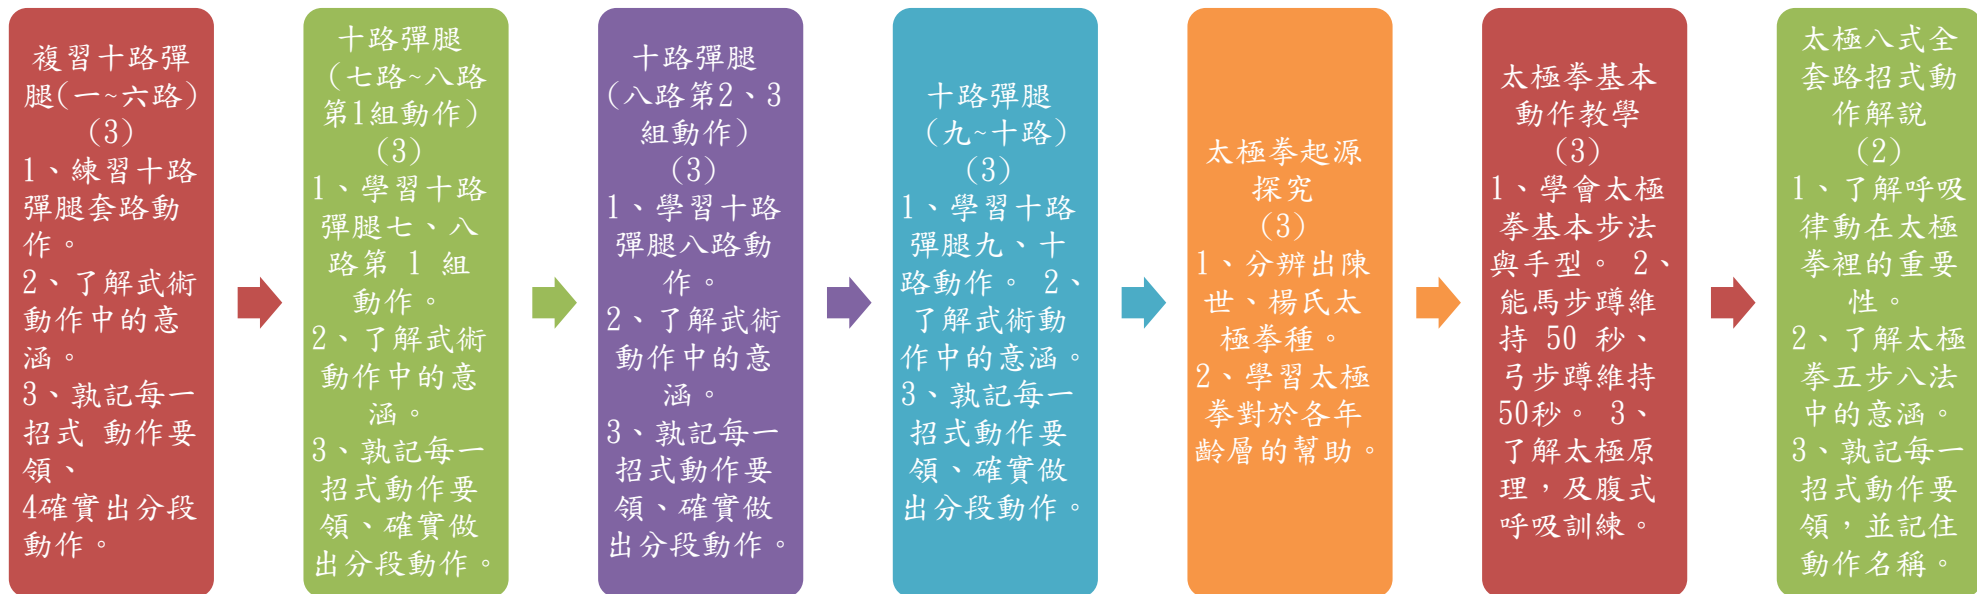 複習十路彈
腿(一~六路)
(3)
1、練習十路
彈腿套路動
作。
2、了解武術
動作中的意
涵。
3、孰記每一
招式 動作要
領、
4確實出分段
動作。
十路彈腿
(七路~八路
第1組動作)
(3)
1、學習十路
彈腿七、八
路第 1 組
動作。
2、了解武術
動作中的意
涵。
3、孰記每一
招式動作要
領、確實做
出分段動作。
十路彈腿
(八路第2、3
組動作)
(3)
1、學習十路
彈腿八路動
作。
2、了解武術
動作中的意
涵。
3、孰記每一
招式動作要
領、確實做
出分段動作。
十路彈腿
(九~十路)
(3)
1、學習十路
彈腿九、十
路動作。 2、
了解武術動
作中的意涵。
3、孰記每一
招式動作要
領、確實做
出分段動作。
太極拳起源
探究
(3)
1、分辨出陳
世、楊氏太
極拳種。
2、學習太極
拳對於各年
齡層的幫助。
太極拳基本
動作教學
(3)
1、學會太極
拳基本步法
與手型。 2、
能馬步蹲維
持 50 秒、
弓步蹲維持
50秒。 3、
了解太極原
理，及腹式
呼吸訓練。
太極八式全
套路招式動
作解說
(2)
1、了解呼吸
律動在太極
拳裡的重要
性。
2、了解太極
拳五步八法
中的意涵。
3、孰記每一
招式動作要
領，並記住
動作名稱。